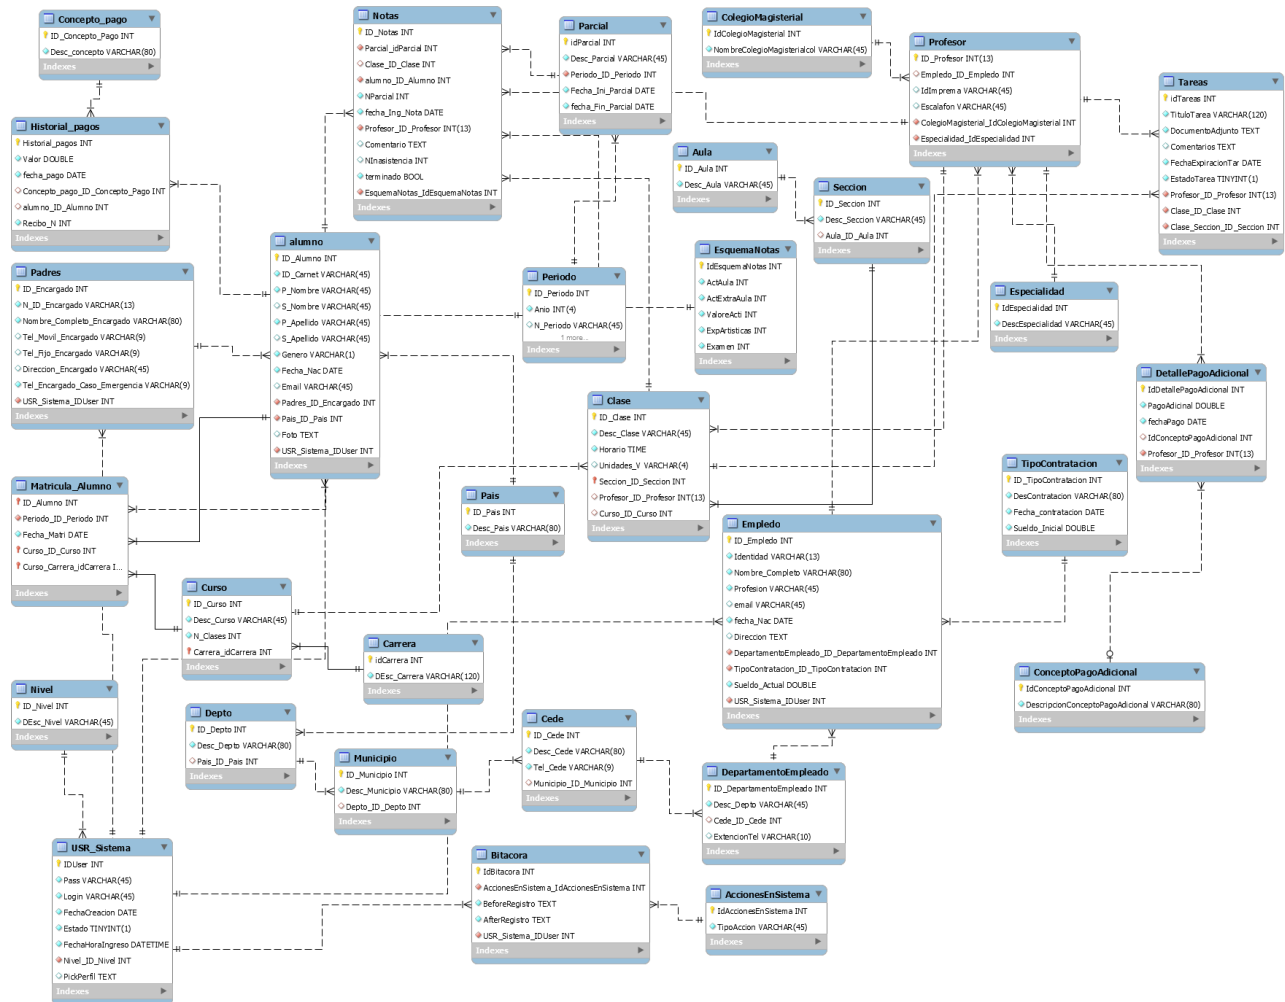 Concepto_pago
ID_Concepto_Pago INT
Desc_concepto VARCHAR(80)
Indexes
Notas
ID_Notas INT
Parcial_idParcial INT
Clase_ID_Clase INT
alumno_ID_Alumno INT
NParcial INT
fecha_Ing_Nota DATE
Profesor_ID_Profesor INT(13)
Comentario TEXT
NInasistencia INT
terminado BOOL
EsquemaNotas_IdEsquemaNotas INT
Indexes
Parcial
idParcial INT
Desc_Parcial VARCHAR(45)
Periodo_ID_Periodo INT
Fecha_Ini_Parcial DATE
fecha_Fin_Parcial DATE
Indexes
ColegioMagisterial
IdColegioMagisterial INT
NombreColegioMagisterialcol VARCHAR(45)
Indexes
Profesor
ID_Profesor INT(13)
Empledo_ID_Empledo INT
IdImprema VARCHAR(45)
Escalafon VARCHAR(45)
ColegioMagisterial_IdColegioMagisterial INT
Especialidad_IdEspecialidad INT
Indexes
Tareas
idTareas INT
TituloTarea VARCHAR(120)
DocumentoAdjunto TEXT
Comentarios TEXT
FechaExpiracionTar DATE
EstadoTarea TINYINT(1)
Profesor_ID_Profesor INT(13)
Clase_ID_Clase INT
Clase_Seccion_ID_Seccion INT
Indexes
Historial_pagos
Historial_pagos INT
Valor DOUBLE
fecha_pago DATE
Concepto_pago_ID_Concepto_Pago INT
alumno_ID_Alumno INT
Recibo_N INT
Indexes
Aula
ID_Aula INT
Desc_Aula VARCHAR(45)
Indexes
Seccion
ID_Seccion INT
Desc_Seccion VARCHAR(45)
Aula_ID_Aula INT
Indexes
alumno
ID_Alumno INT
ID_Carnet VARCHAR(45)
P_Nombre VARCHAR(45)
S_Nombre VARCHAR(45)
P_Apellido VARCHAR(45)
S_Apellido VARCHAR(45)
Genero VARCHAR(1)
Fecha_Nac DATE
Email VARCHAR(45)
Padres_ID_Encargado INT
Pais_ID_Pais INT
Foto TEXT
USR_Sistema_IDUser INT
Indexes
Padres
ID_Encargado INT
N_ID_Encargado VARCHAR(13)
Nombre_Completo_Encargado VARCHAR(80)
Tel_Movil_Encargado VARCHAR(9)
Tel_Fijo_Encargado VARCHAR(9)
Direccion_Encargado VARCHAR(45)
Tel_Encargado_Caso_Emergencia VARCHAR(9)
USR_Sistema_IDUser INT
Indexes
Periodo
ID_Periodo INT
Anio INT(4)
N_Periodo VARCHAR(45)
1 more...
Indexes
EsquemaNotas
IdEsquemaNotas INT
ActAula INT
ActExtraAula INT
ValoreActi INT
ExpArtisticas INT
Examen INT
Indexes
Especialidad
IdEspecialidad INT
DescEspecialidad VARCHAR(45)
Indexes
DetallePagoAdicional
IdDetallePagoAdicional INT
PagoAdicinal DOUBLE
fechaPago DATE
IdConceptoPagoAdicional INT
Profesor_ID_Profesor INT(13)
Indexes
Clase
ID_Clase INT
Desc_Clase VARCHAR(45)
Horario TIME
Unidades_V VARCHAR(4)
Seccion_ID_Seccion INT
Profesor_ID_Profesor INT(13)
Curso_ID_Curso INT
Indexes
TipoContratacion
ID_TipoContratacion INT
DesContratacion VARCHAR(80)
Fecha_contratacion DATE
Sueldo_Inicial DOUBLE
Indexes
Matricula_Alumno
ID_Alumno INT
Periodo_ID_Periodo INT
Fecha_Matri DATE
Curso_ID_Curso INT
Curso_Carrera_idCarrera I...
Indexes
Pais
ID_Pais INT
Desc_Pais VARCHAR(80)
Indexes
Empledo
ID_Empledo INT
Identidad VARCHAR(13)
Nombre_Completo VARCHAR(80)
Profesion VARCHAR(45)
email VARCHAR(45)
fecha_Nac DATE
Direccion TEXT
DepartamentoEmpleado_ID_DepartamentoEmpleado INT
TipoContratacion_ID_TipoContratacion INT
Sueldo_Actual DOUBLE
USR_Sistema_IDUser INT
Indexes
Curso
ID_Curso INT
Desc_Curso VARCHAR(45)
N_Clases INT
Carrera_idCarrera INT
Indexes
Carrera
idCarrera INT
DEsc_Carrera VARCHAR(120)
Indexes
ConceptoPagoAdicional
IdConceptoPagoAdicional INT
DescripcionConceptoPagoAdicional VARCHAR(80)
Indexes
Nivel
ID_Nivel INT
DEsc_Nivel VARCHAR(45)
Indexes
Depto
ID_Depto INT
Desc_Depto VARCHAR(80)
Pais_ID_Pais INT
Indexes
Municipio
ID_Municipio INT
Desc_Municipio VARCHAR(80)
Depto_ID_Depto INT
Indexes
Cede
ID_Cede INT
Desc_Cede VARCHAR(80)
Tel_Cede VARCHAR(9)
Municipio_ID_Municipio INT
Indexes
DepartamentoEmpleado
ID_DepartamentoEmpleado INT
Desc_Depto VARCHAR(45)
Cede_ID_Cede INT
ExtencionTel VARCHAR(10)
Indexes
USR_Sistema
IDUser INT
Pass VARCHAR(45)
Login VARCHAR(45)
FechaCreacion DATE
Estado TINYINT(1)
FechaHoraIngreso DATETIME
Nivel_ID_Nivel INT
PickPerfil TEXT
Indexes
Bitacora
IdBitacora INT
AccionesEnSistema_IdAccionesEnSistema INT
BeforeRegistro TEXT
AfterRegistro TEXT
USR_Sistema_IDUser INT
Indexes
AccionesEnSistema
IdAccionesEnSistema INT
TipoAccion VARCHAR(45)
Indexes